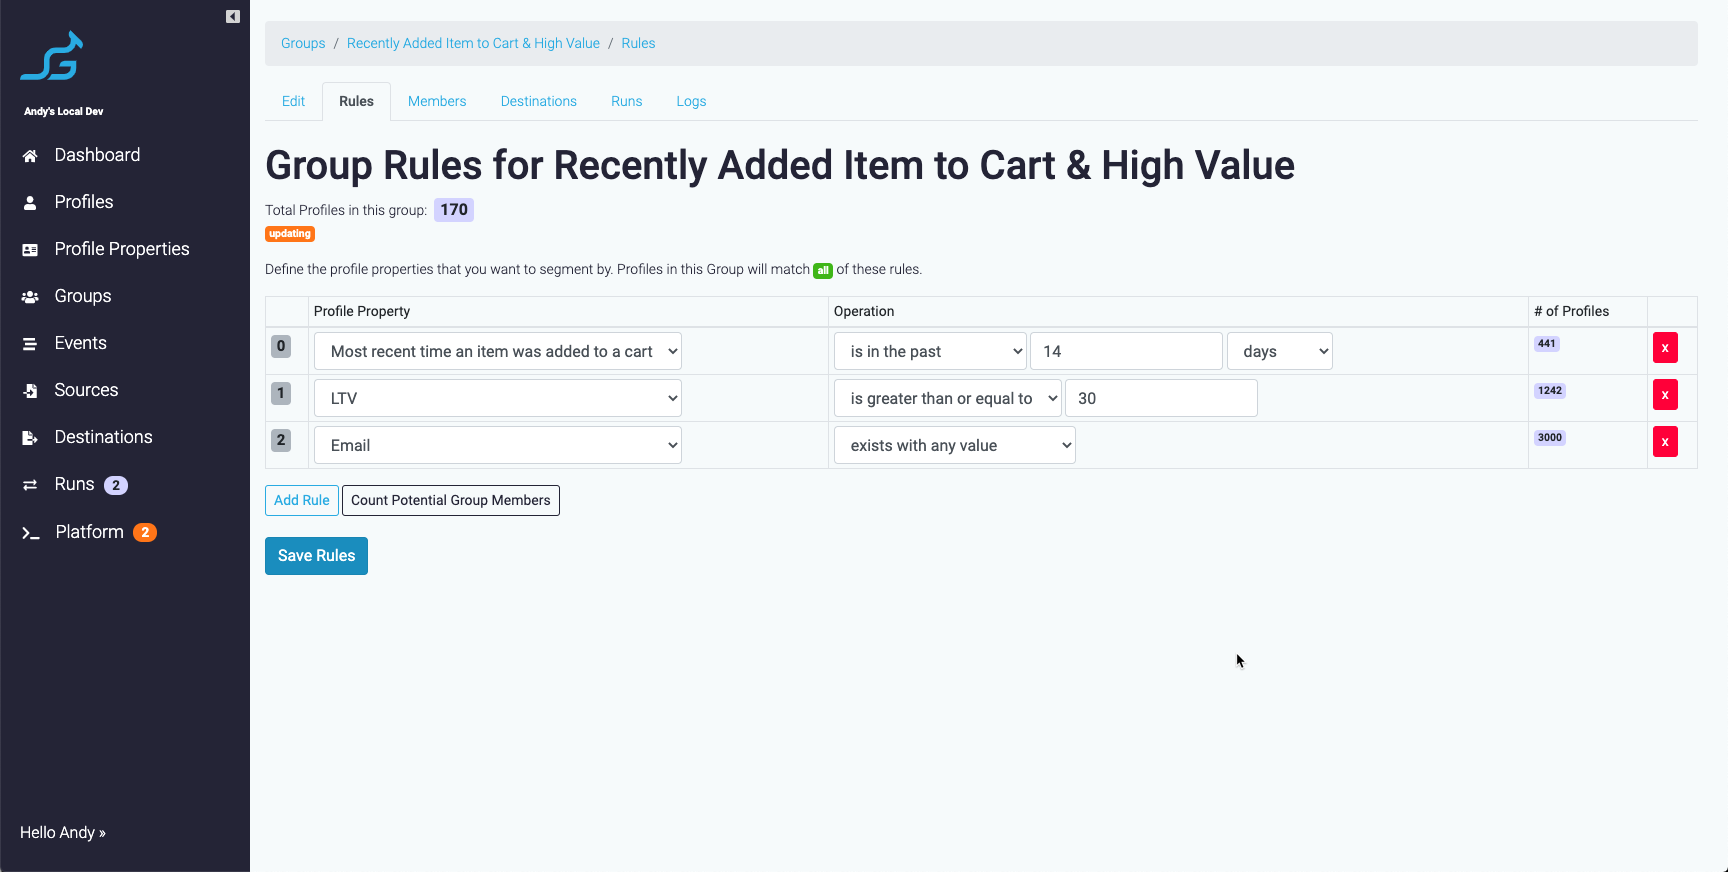 Andy's Local Dev
Dashboard
Profiles
Profile Properties
Groups
Events
Sources
Destinations
Runs 2
Platform 2
Hello Andy »
Groups / Recently Added Item to Cart & High Value / Rules
Edit Rules Members Destinations Runs Logs
Group Rules for Recently Added Item to Cart & High Value
Total Profiles in this group: 170
updating
Define the profile properties that you want to segment by. Profiles in this Group will match all of these rules.
Profile Property Operation # of Profiles
0 Most recent time an item was added to a cart is in the past 14 days 441 x
1 LTV is greater than or equal to 30 1242 x
2 Email exists with any value 3000 x
Add Rule Count Potential Group Members
Save Rules